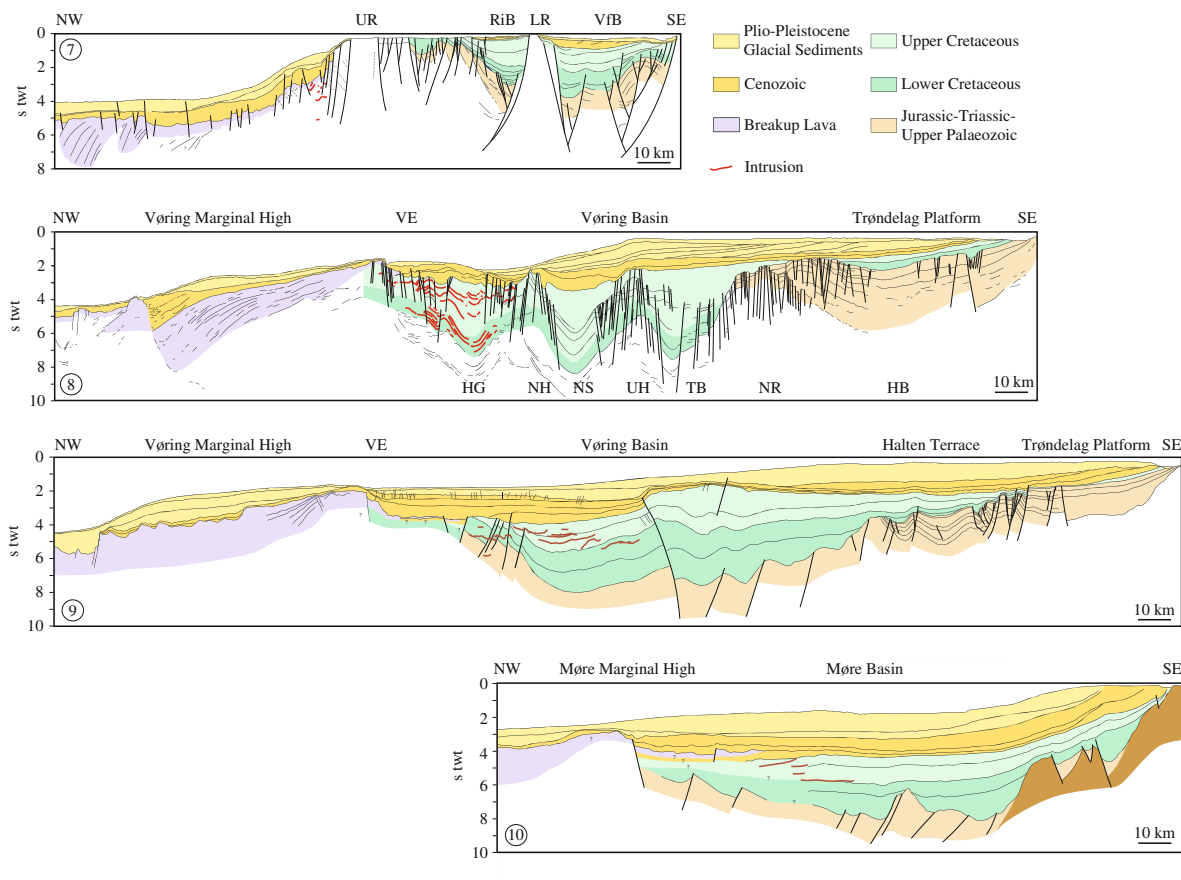 NW UR RiB LR VfB SE
0
2
4
6
8
s twt
7
10 km
Plio-Pleistocene
Glacial Sediments
Cenozoic
Breakup Lava
Intrusion
Upper Cretaceous
Lower Cretaceous
Jurassic-Triassic-
Upper Palaeozoic
NW Vøring Marginal High VE Vøring Basin Trøndelag Platform SE
0
2
4
6
8
10
s twt
8
HG NH NS UH TB NR HB
10 km
NW Vøring Marginal High VE Vøring Basin Halten Terrace Trøndelag Platform SE
0
2
4
6
8
10
s twt
? ? ? ?
9
10 km
NW Møre Marginal High Møre Basin SE
0
2
4
6
8
10
s twt
? ? ? ? ?
10
10 km